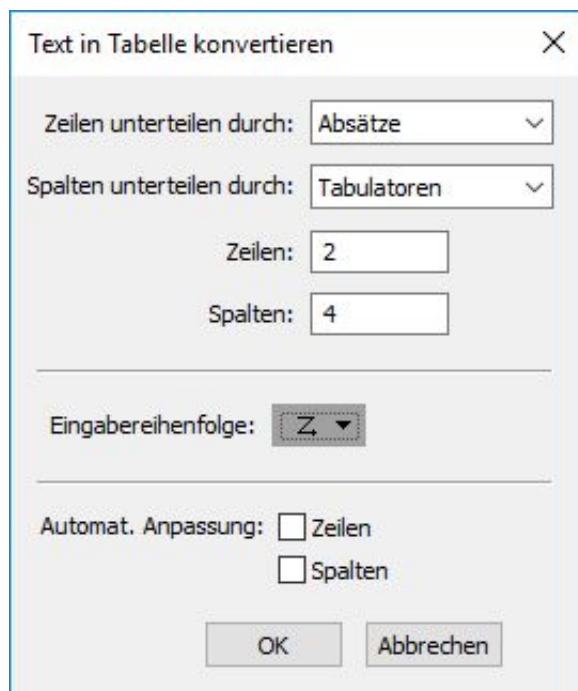 Text in Tabelle konvertieren
Zeilen unterteilen durch: Absätze
Spalten unterteilen durch: Tabulatoren
Zeilen: 2
Spalten: 4
Eingabereihenfolge:
Automat. Anpassung: Zeilen
Spalten
OK Abbrechen